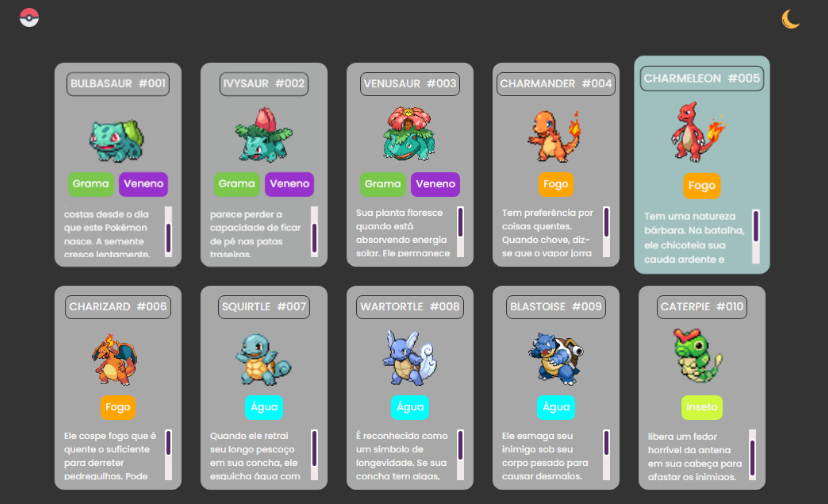 BULBASAUR #001
Grama Veneno
costas desde o dia
que este Pokémon
nasce. A semente
cresce lentamente.
IVYSAUR #002
Grama Veneno
parece perder a
capacidade de ficar
de pé nas patas
traseiras.
VENUSAUR #003
Grama Veneno
Sua planta floresce
quando está
absorvendo energia
solar. Ele permanece
CHARMANDER #004
Fogo
Tem preferência por
coisas quentes.
Quando chove, diz-
se que o vapor jorra
CHARMELEON #005
Fogo
Tem uma natureza
bárbara. Na batalha,
ele chicoteia sua
cauda ardente e
CHARIZARD #006
Fogo
Ele cospe fogo que é
quente o suficiente
para derreter
pedregulhos. Pode
SQUIRTLE #007
Água
Quando ele retrai
seu longo pescoço
em sua concha, ele
esguicha água com
WARTORTLE #008
Água
É reconhecido como
um símbolo de
longevidade. Se sua
concha tem algas,
BLASTOISE #009
Água
Ele esmaga seu
inimigo sob seu
corpo pesado para
causar desmaios.
CATERPIE #010
Inseto
libera um fedor
horrível da antena
em sua cabeça para
afastar os inimigos.